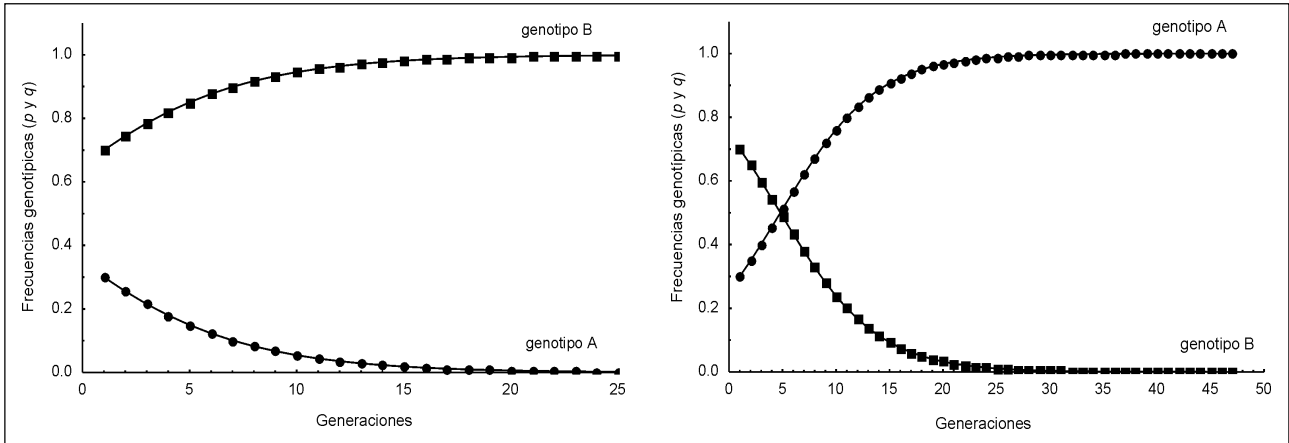 genotipo B
Frecuencias genotípicas (p y q)
1.0
0.8
0.6
0.4
0.2
0.0
genotipo A
0 5 10 15 20 25
Generaciones
genotipo A
Frecuencias genotípicas (p y q)
1.0
0.8
0.6
0.4
0.2
0.0
genotipo B
0 5 10 15 20 25 30 35 40 45 50
Generaciones